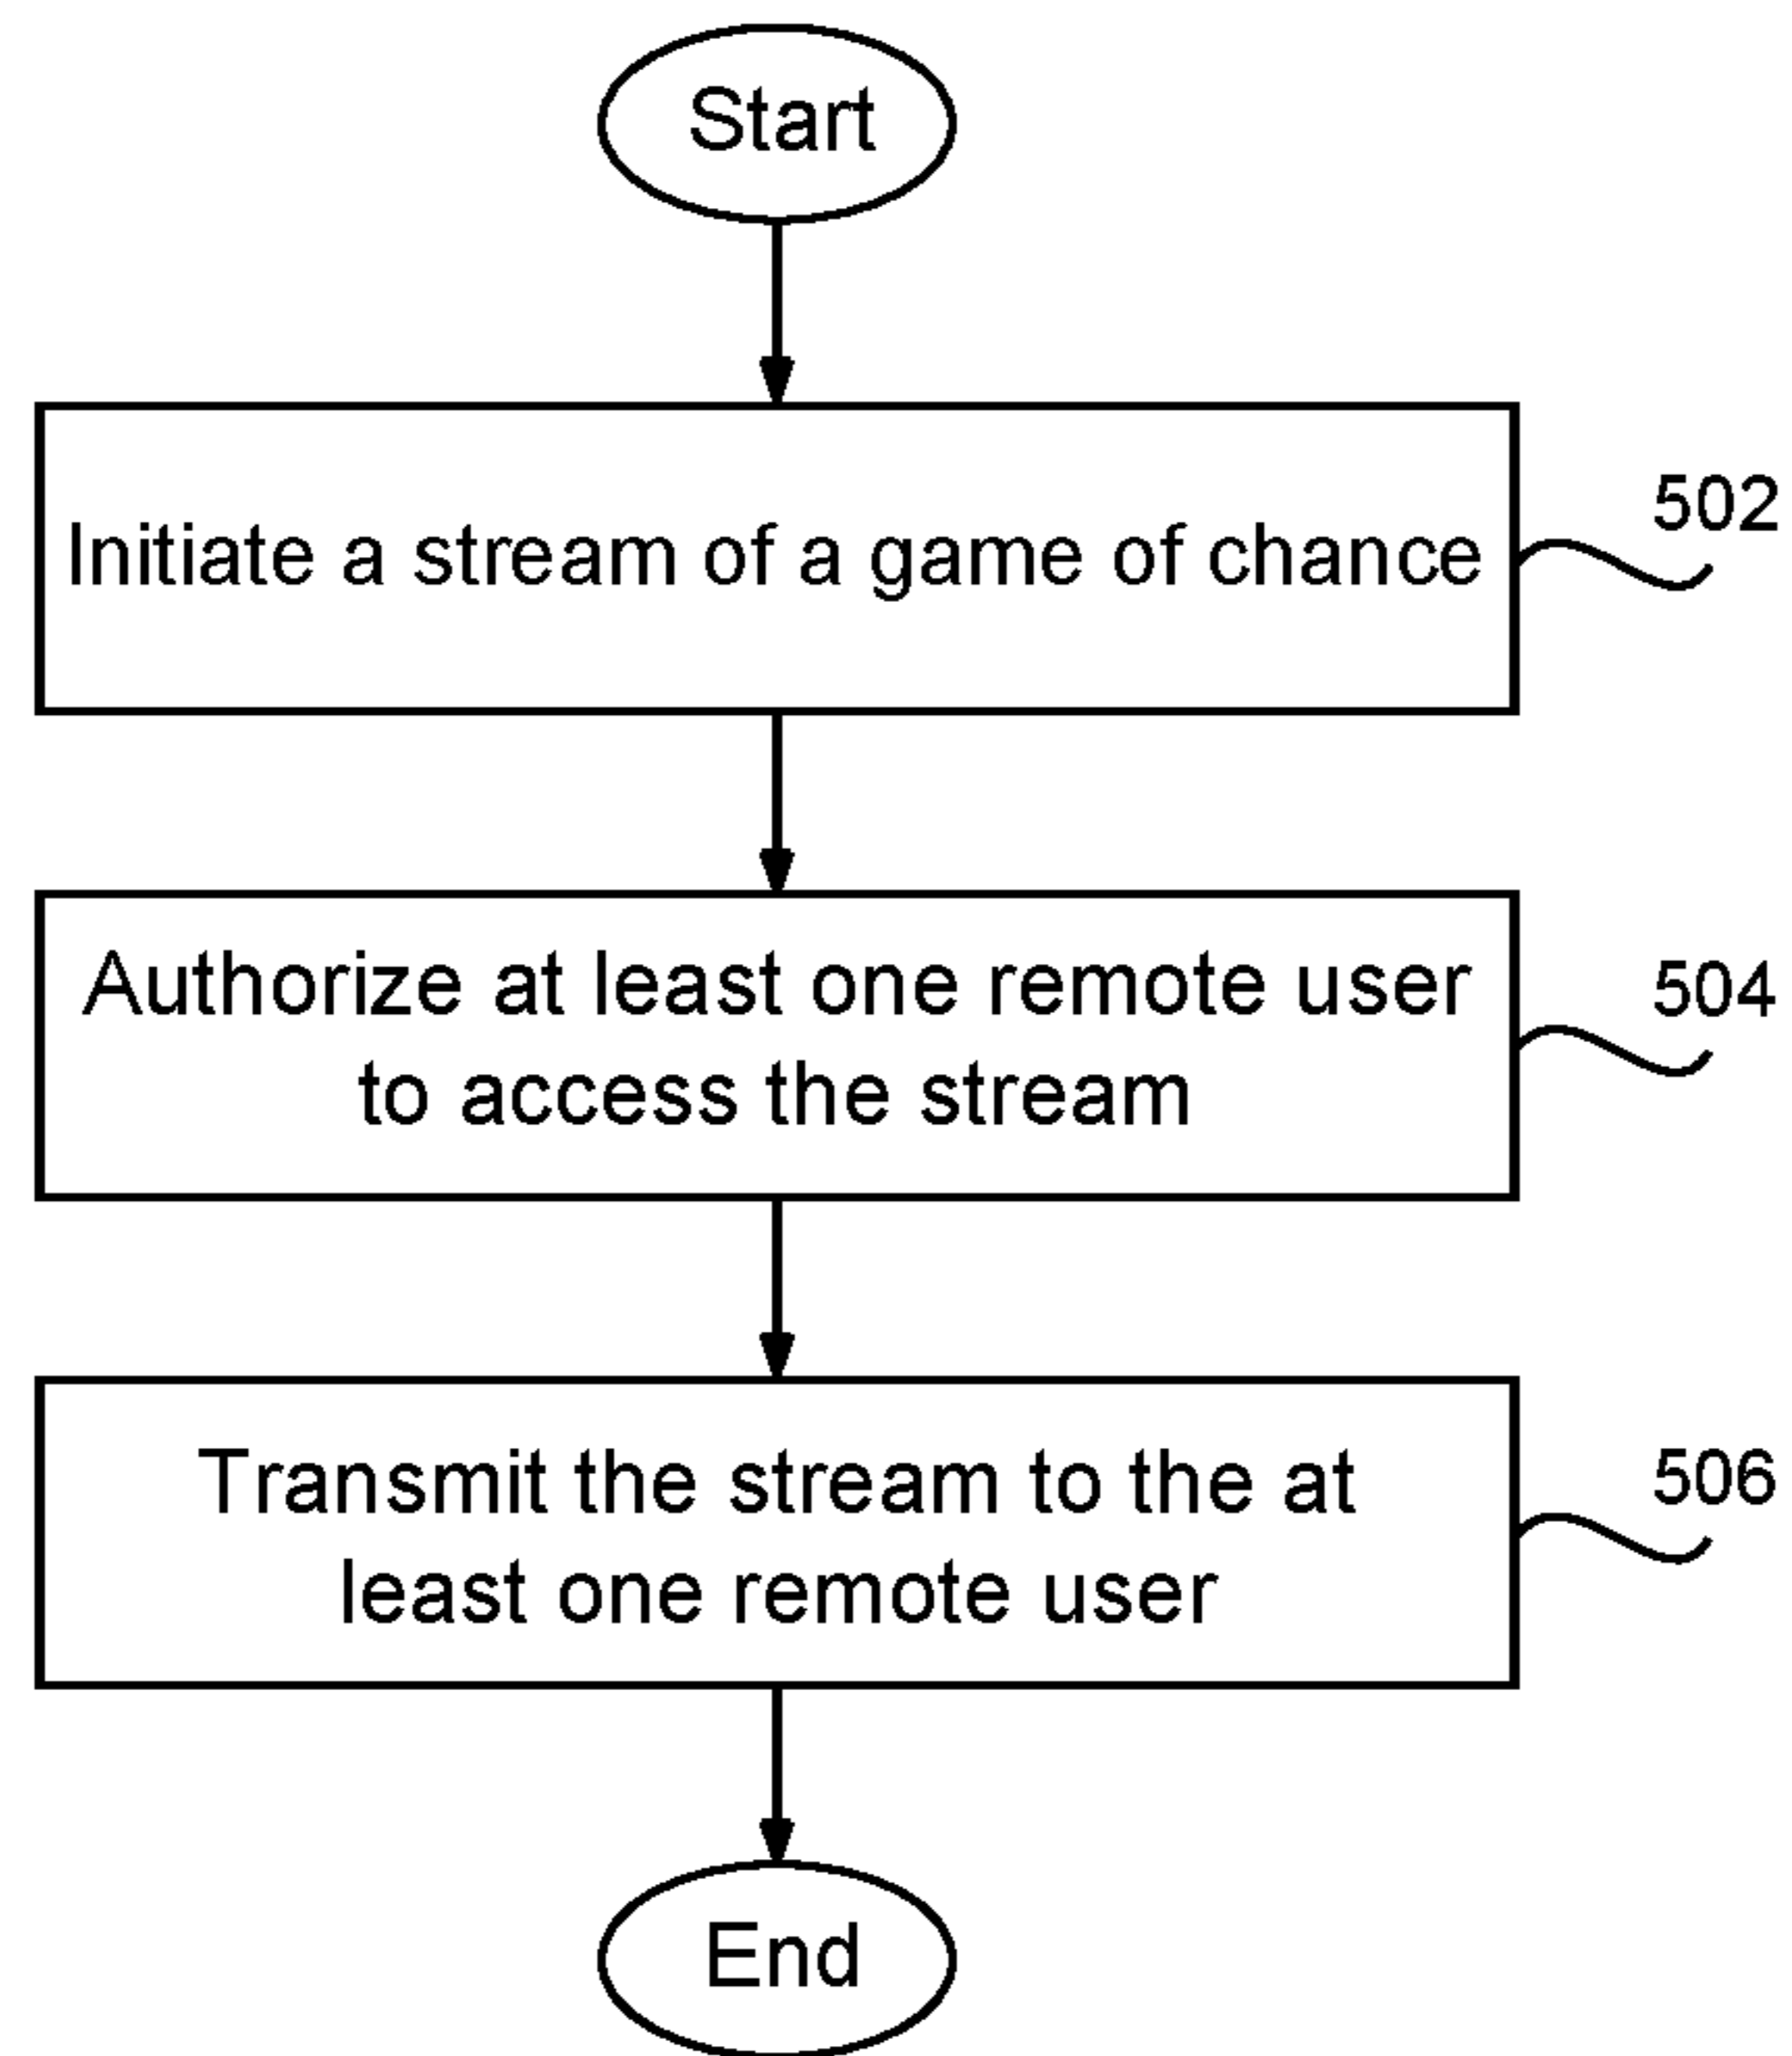 Start
Initiate a stream of a game of chance
502
Authorize at least one remote user
to access the stream
504
Transmit the stream to the at
least one remote user
506
End